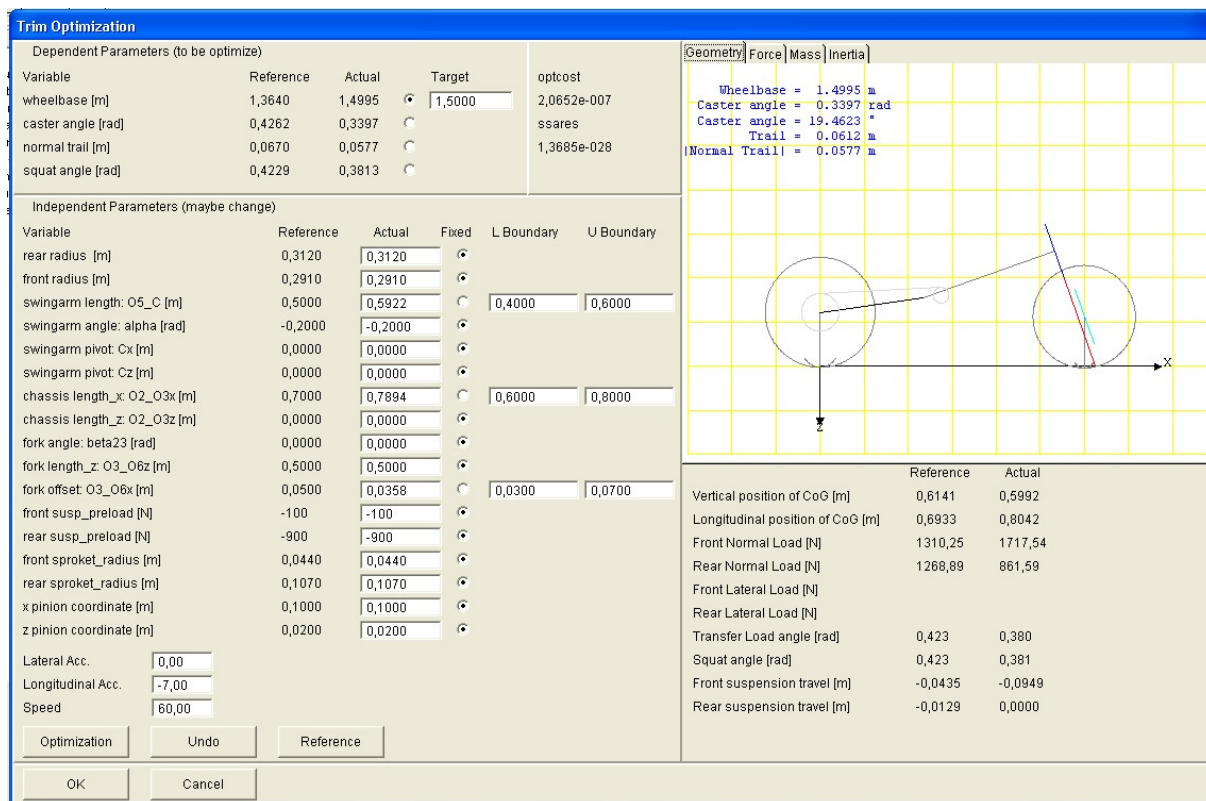 Trim Optimization
Dependent Parameters (to be optimize)
Variable Reference Actual Target optcost
wheelbase [m] 1,3640 1,4995 1,5000 2,0652e-007
caster angle [rad] 0,4262 0,3397 ssares
normal trail [m] 0,0670 0,0577 1,3685e-028
squat angle [rad] 0,4229 0,3813
Independent Parameters (maybe change)
Variable Reference Actual Fixed L Boundary U Boundary
rear radius [m] 0,3120 0,3120
front radius [m] 0,2910 0,2910
swingarm length: O5_C [m] 0,5000 0,5922 0,4000 0,6000
swingarm angle: alpha [rad] -0,2000 -0,2000
swingarm pivot: Cx [m] 0,0000 0,0000
swingarm pivot: Cz [m] 0,0000 0,0000
chassis length_x: O2_O3x [m] 0,7000 0,7894 0,6000 0,8000
chassis length_z: O2_O3z [m] 0,0000 0,0000
fork angle: beta23 [rad] 0,0000 0,0000
fork length_z: O3_O6z [m] 0,5000 0,5000
fork offset: O3_O6x [m] 0,0500 0,0358 0,0300 0,0700
front susp_preload [N] -100 -100
rear susp_preload [N] -900 -900
front sproket_radius [m] 0,0440 0,0440
rear sproket_radius [m] 0,1070 0,1070
x pinion coordinate [m] 0,1000 0,1000
z pinion coordinate [m] 0,0200 0,0200
Lateral Acc. 0,00
Longitudinal Acc. -7,00
Speed 60,00
Optimization Undo Reference
OK Cancel
Geometry Force Mass Inertia
Wheelbase = 1.4995 m
Caster angle = 0.3397 rad
Caster angle = 19.4623 °
Trail = 0.0612 m
|Normal Trail| = 0.0577 m
X
Z
Reference Actual
Vertical position of CoG [m] 0,6141 0,5992
Longitudinal position of CoG [m] 0,6933 0,8042
Front Normal Load [N] 1310,25 1717,54
Rear Normal Load [N] 1268,89 861,59
Front Lateral Load [N]
Rear Lateral Load [N]
Transfer Load angle [rad] 0,423 0,380
Squat angle [rad] 0,423 0,381
Front suspension travel [m] -0,0435 -0,0949
Rear suspension travel [m] -0,0129 0,0000